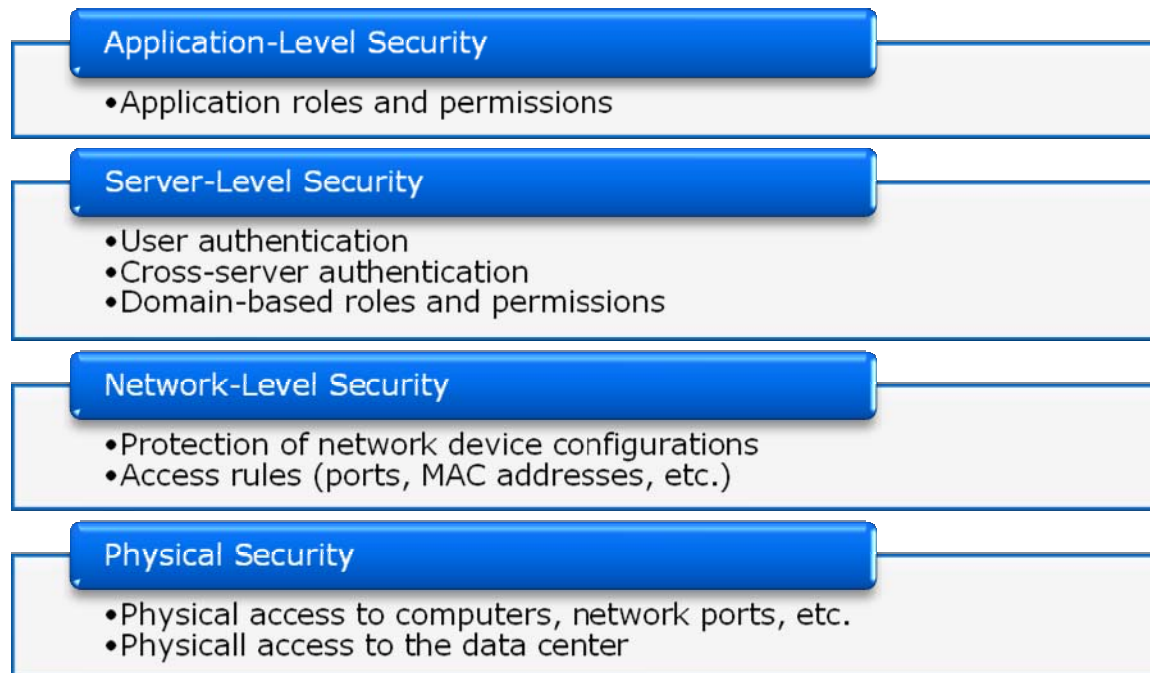 Application-Level Security
•Application roles and permissions
Server-Level Security
•User authentication
•Cross-server authentication
•Domain-based roles and permissions
Network-Level Security
•Protection of network device configurations
•Access rules (ports, MAC addresses, etc.)
Physical Security
•Physical access to computers, network ports, etc.
•Physicall access to the data center